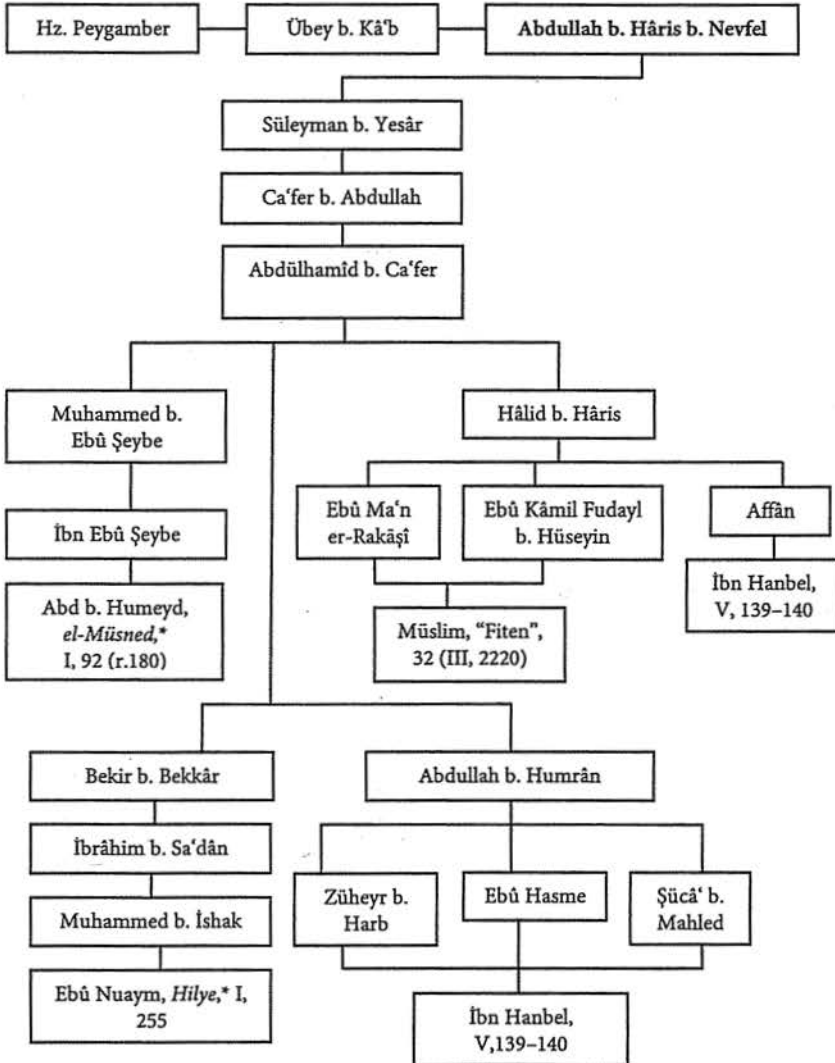 Hz. Peygamber
Übey b. Kâ‘b
Abdullah b. Hâris b. Nevfel
Süleyman b. Yesâr
Ca‘fer b. Abdullah
Abdülhamîd b. Ca‘fer
Muhammed b.
Ebû Şeybe
Hâlid b. Hâris
İbn Ebû Şeybe
Ebû Ma‘n
er-Rakāşî
Ebû Kâmil Fudayl
b. Hüseyin
Affân
Abd b. Humeyd,
el-Müsned,*
I, 92 (r.180)
Müslim, “Fiten”,
32 (III, 2220)
İbn Hanbel,
V, 139–140
Bekir b. Bekkâr
Abdullah b. Humrân
İbrâhim b. Sa‘dân
Muhammed b. İshak
Ebû Nuaym, Hilye,* I,
255
Züheyr b.
Harb
Ebû Hasme
Şücâ‘ b.
Mahled
İbn Hanbel,
V,139–140